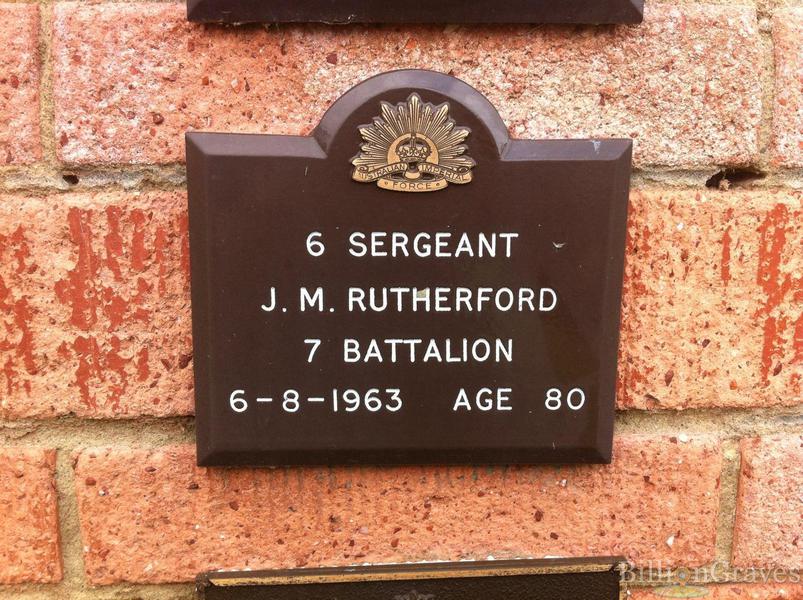 AUSTRALIAN IMPERIAL
FORCE
6 SERGEANT
J. M. RUTHERFORD
7 BATTALION
6-8-1963 AGE 80
BillionGraves